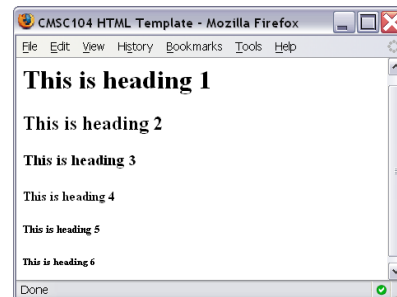 CMSC104 HTML Template - Mozilla Firefox
File Edit View History Bookmarks Tools Help
This is heading 1
This is heading 2
This is heading 3
This is heading 4
This is heading 5
This is heading 6
Done